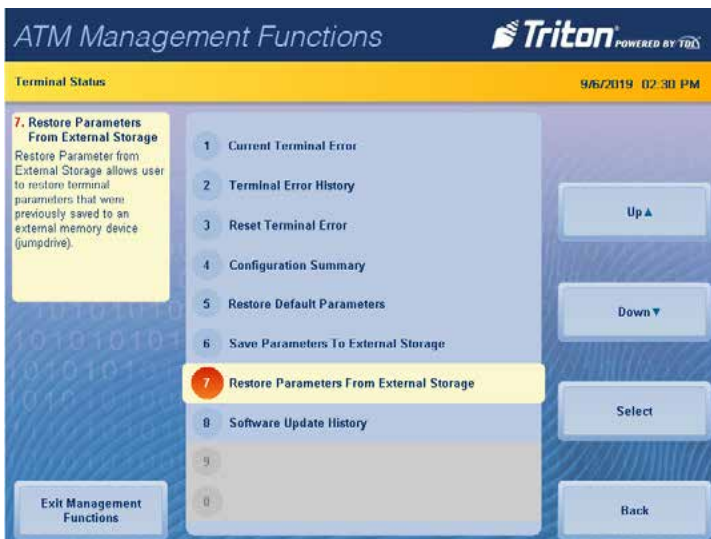 ATM Management Functions
Triton POWERED BY TDL
Terminal Status
9/6/2019 02:30 PM
7. Restore Parameters
From External Storage
Restore Parameter from
External Storage allows user
to restore terminal
parameters that were
previously saved to an
external memory device
(jumpdrive).
1 Current Terminal Error
2 Terminal Error History
3 Reset Terminal Error
4 Configuration Summary
5 Restore Default Parameters
6 Save Parameters To External Storage
7 Restore Parameters From External Storage
8 Software Update History
9
0
Up▲
Down▼
Select
Back
Exit Management
Functions